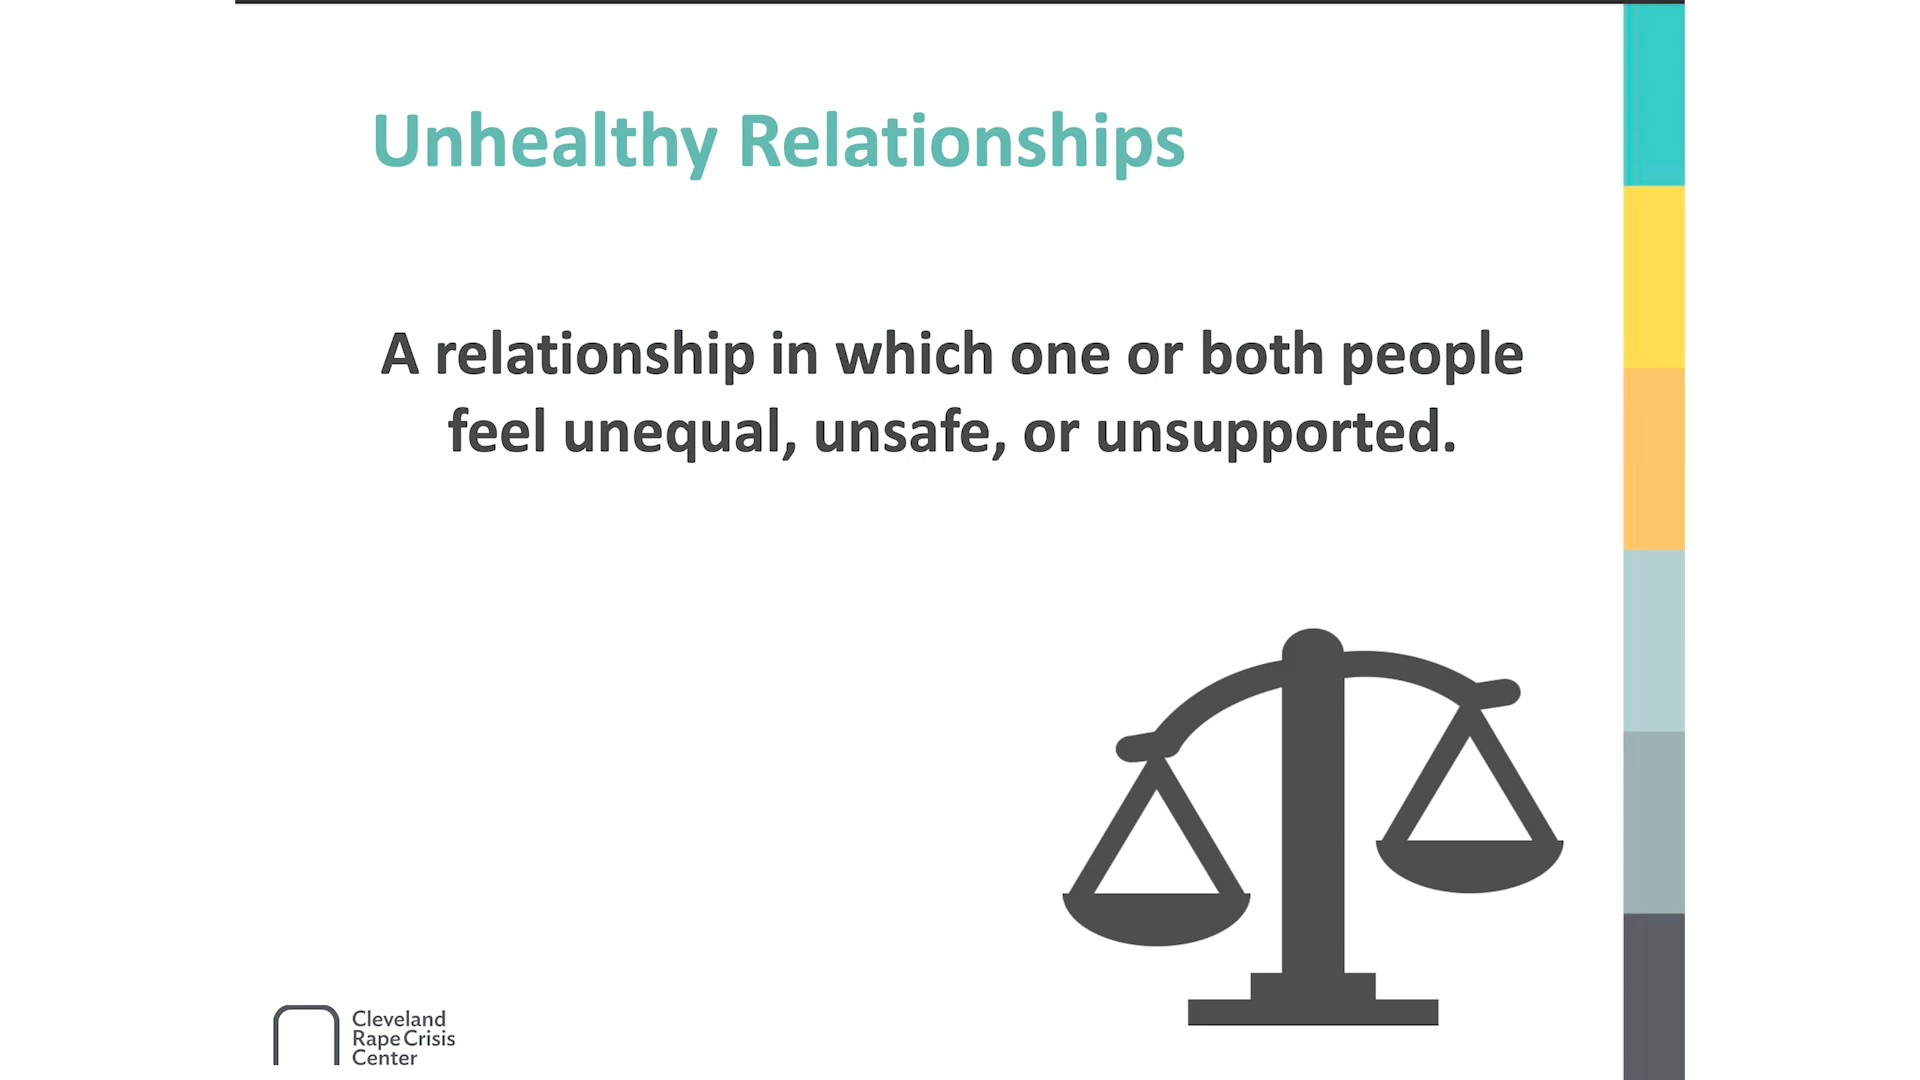 Unhealthy Relationships
A relationship in which one or both people
feel unequal, unsafe, or unsupported.
Cleveland
Rape Crisis
Center